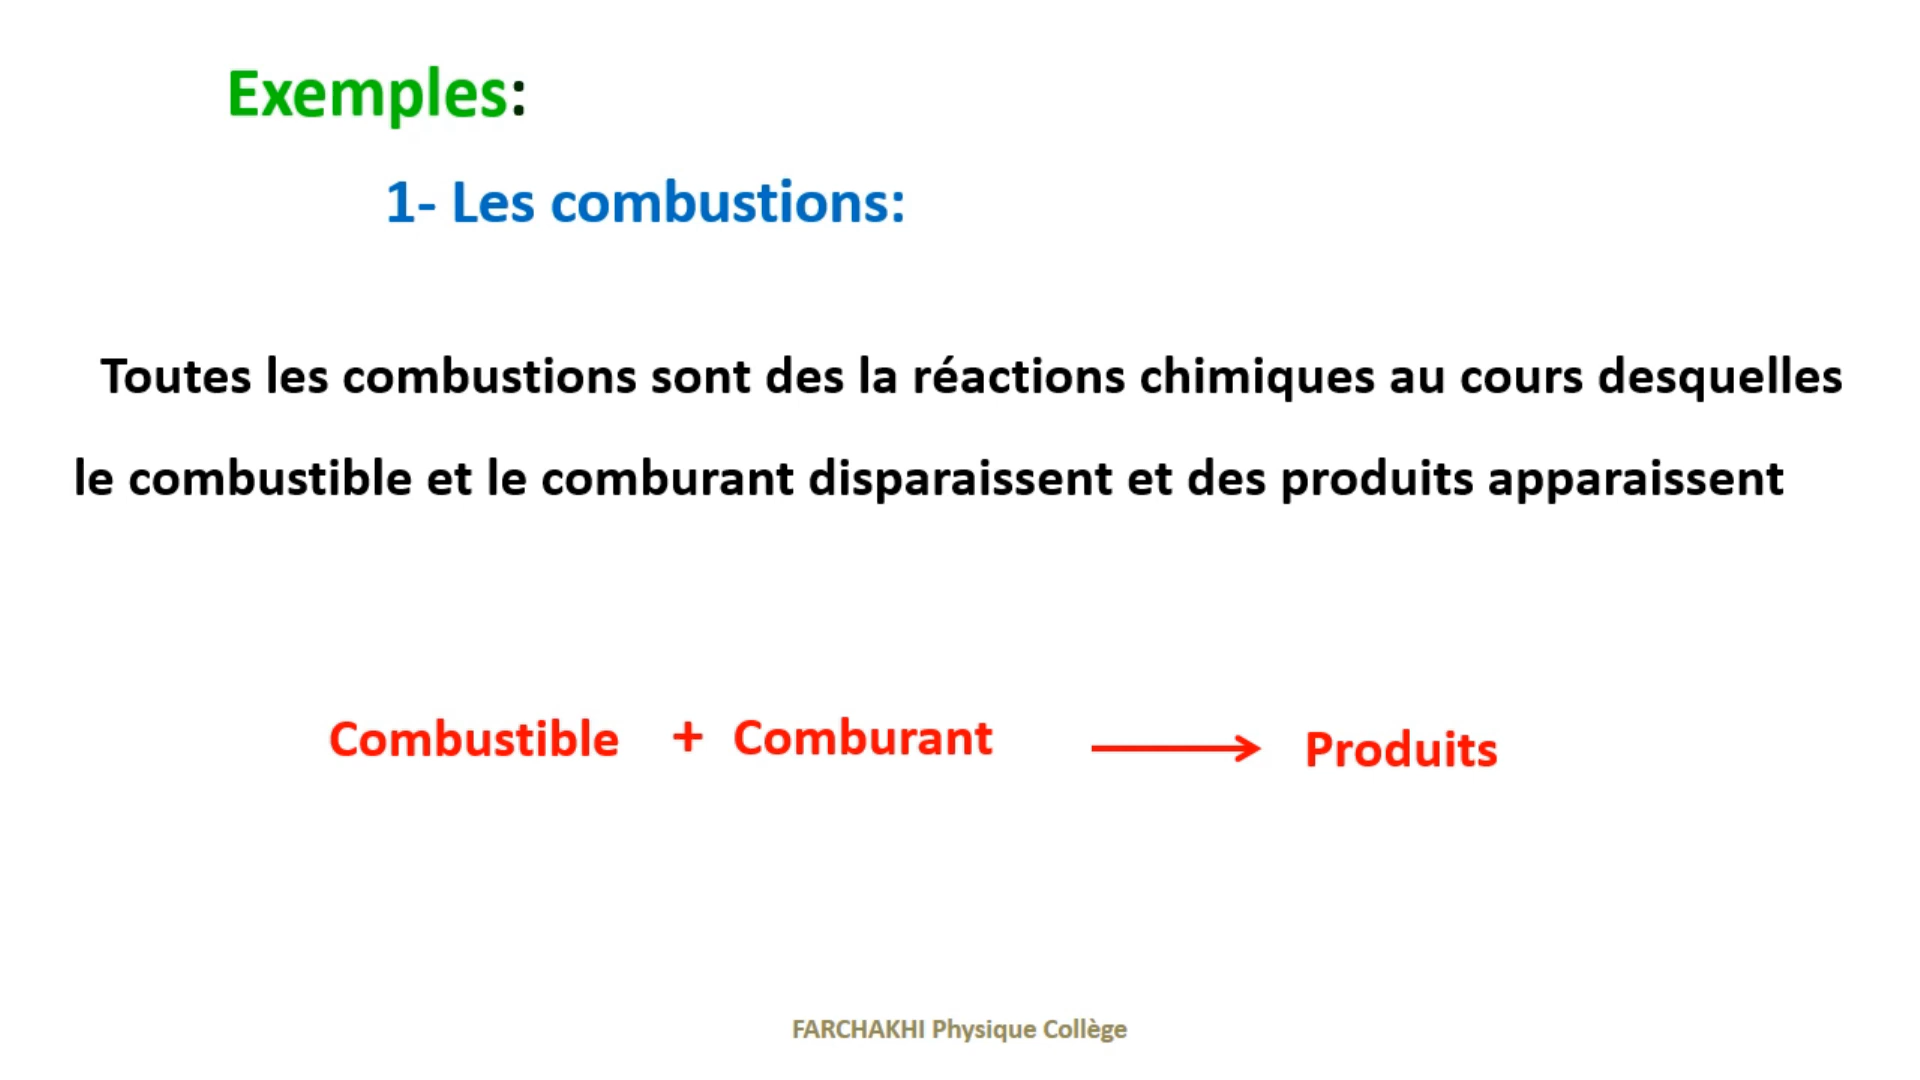 Exemples:
1- Les combustions:
Toutes les combustions sont des la réactions chimiques au cours desquelles
le combustible et le comburant disparaissent et des produits apparaissent
Combustible + Comburant → Produits
FARCHAKHI Physique Collège